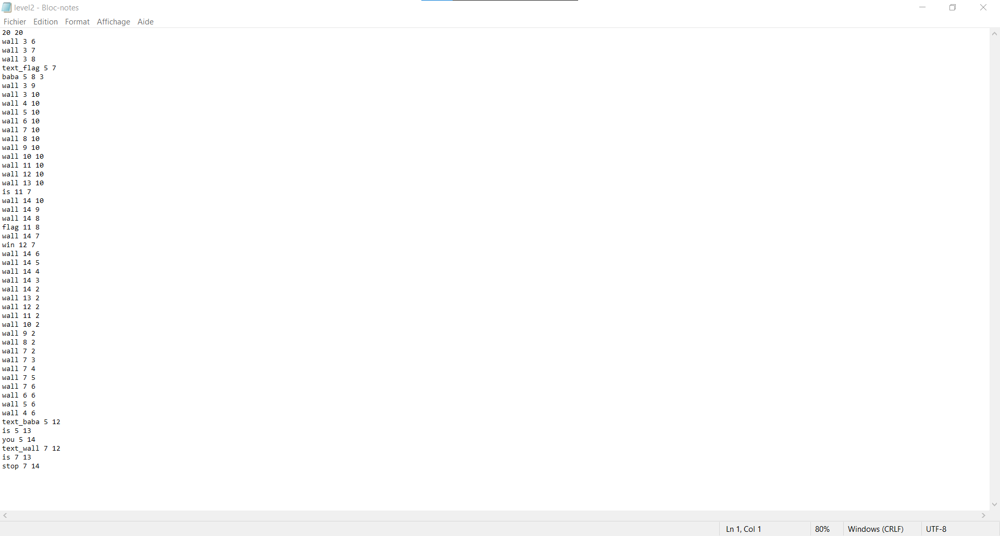 level2 - Bloc-notes
Fichier Edition Format Affichage Aide
20 20
wall 3 6
wall 3 7
wall 3 8
text_flag 5 7
baba 5 8 3
wall 3 9
wall 3 10
wall 4 10
wall 5 10
wall 6 10
wall 7 10
wall 8 10
wall 9 10
wall 10 10
wall 11 10
wall 12 10
wall 13 10
is 11 7
wall 14 10
wall 14 9
wall 14 8
flag 11 8
wall 14 7
win 12 7
wall 14 6
wall 14 5
wall 14 4
wall 14 3
wall 14 2
wall 13 2
wall 12 2
wall 11 2
wall 10 2
wall 9 2
wall 8 2
wall 7 2
wall 7 3
wall 7 4
wall 7 5
wall 7 6
wall 6 6
wall 5 6
wall 4 6
text_baba 5 12
is 5 13
you 5 14
text_wall 7 12
is 7 13
stop 7 14
Ln 1, Col 1 80% Windows (CRLF) UTF-8